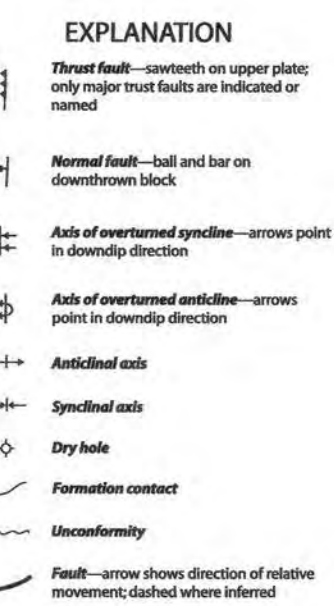 EXPLANATION
Thrust fault—sawteeth on upper plate;
only major trust faults are indicated or
named
Normal fault—ball and bar on
downthrown block
Axis of overturned syncline—arrows point
in downdip direction
Axis of overturned anticline—arrows
point in downdip direction
Anticlinal axis
Synclinal axis
Dry hole
Formation contact
Unconformity
Fault—arrow shows direction of relative
movement; dashed where inferred